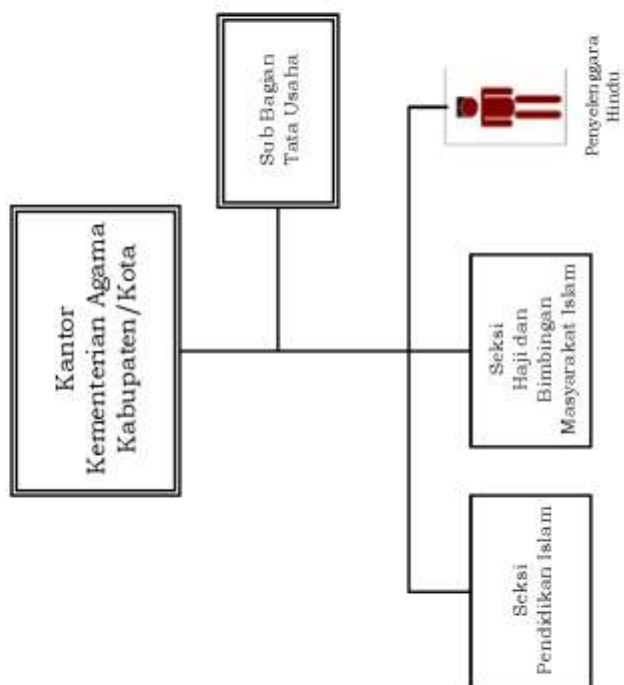 Kantor
Kementerian Agama
Kabupaten/Kota
Sub Bagian
Tata Usaha
Seksi
Pendidikan Islam
Seksi
Haji dan
Bimbingan
Masyarakat Islam
Penyelenggara
Hindu